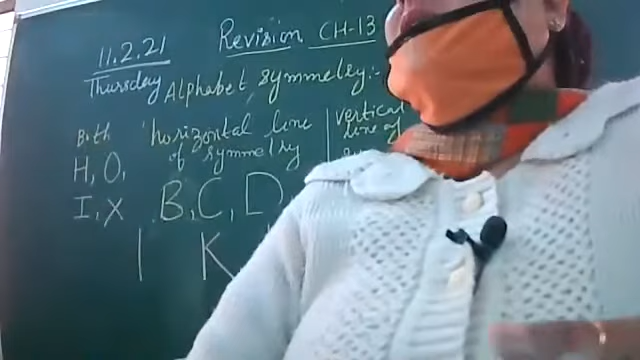 11.2.21
Revision CH-13
Thursday
Alphabet symmetry:-
Both
horizontal line of symmetry
vertical line of
H, O,
I, X
B, C, D
K